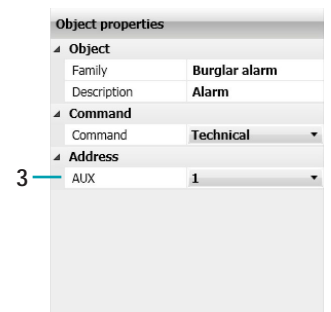 Object properties
Object
Family Burglar alarm
Description Alarm
Command
Command Technical
Address
3 AUX 1